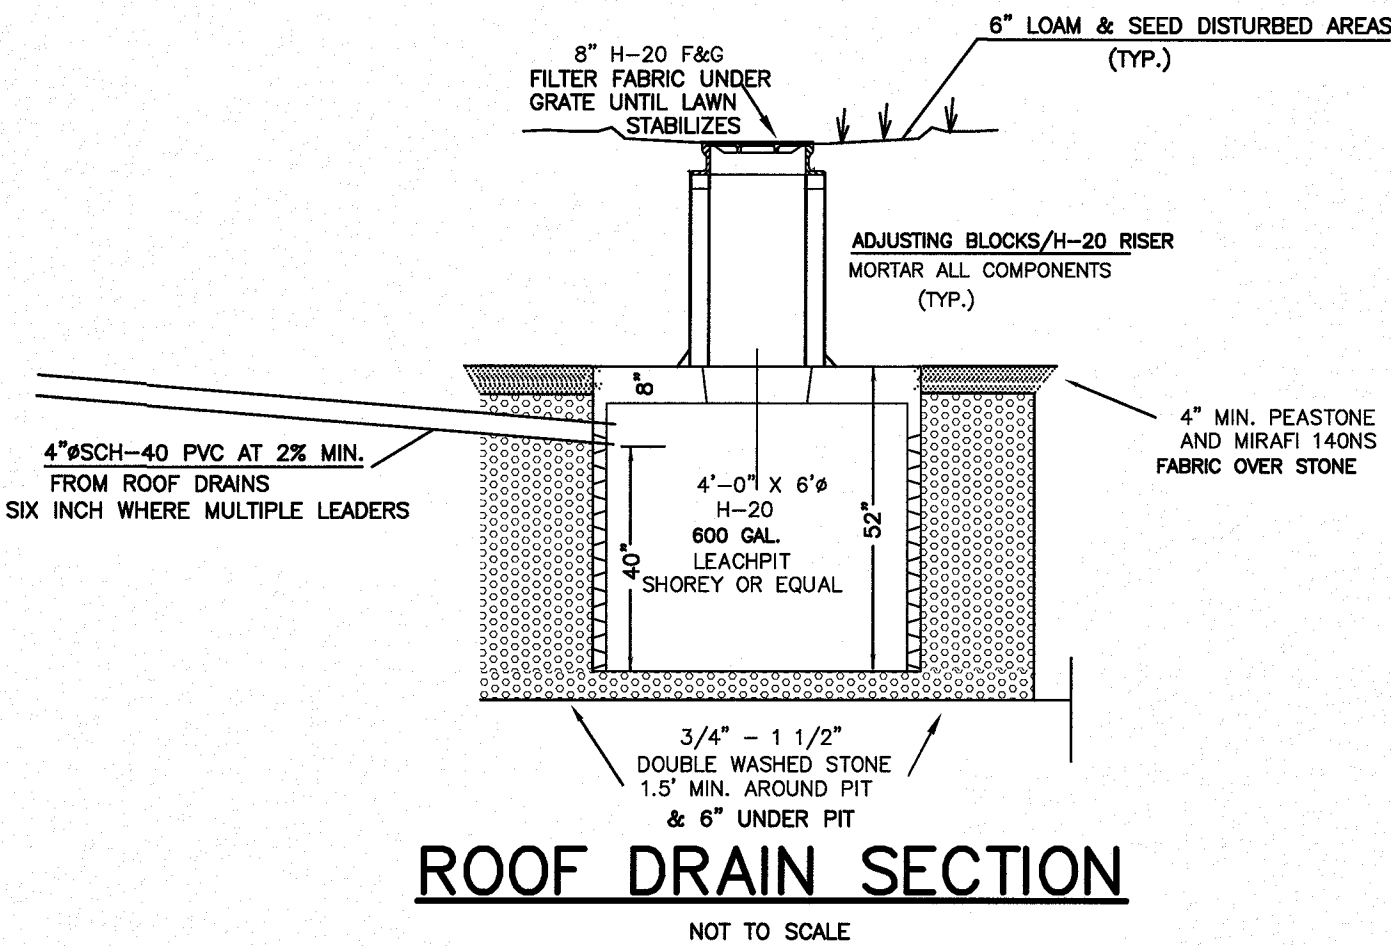 6" LOAM & SEED DISTURBED AREAS
(TYP.)
8" H-20 F&G
FILTER FABRIC UNDER
GRATE UNTIL LAWN
STABILIZES
ADJUSTING BLOCKS/H-20 RISER
MORTAR ALL COMPONENTS
(TYP.)
8"
4"øSCH-40 PVC AT 2% MIN.
FROM ROOF DRAINS
SIX INCH WHERE MULTIPLE LEADERS
4" MIN. PEASTONE
AND MIRAFI 140NS
FABRIC OVER STONE
4'-0" X 6'ø
H-20
600 GAL.
LEACHPIT
SHOREY OR EQUAL
40"
52"
3/4" - 1 1/2"
DOUBLE WASHED STONE
1.5' MIN. AROUND PIT
& 6" UNDER PIT
ROOF DRAIN SECTION
NOT TO SCALE